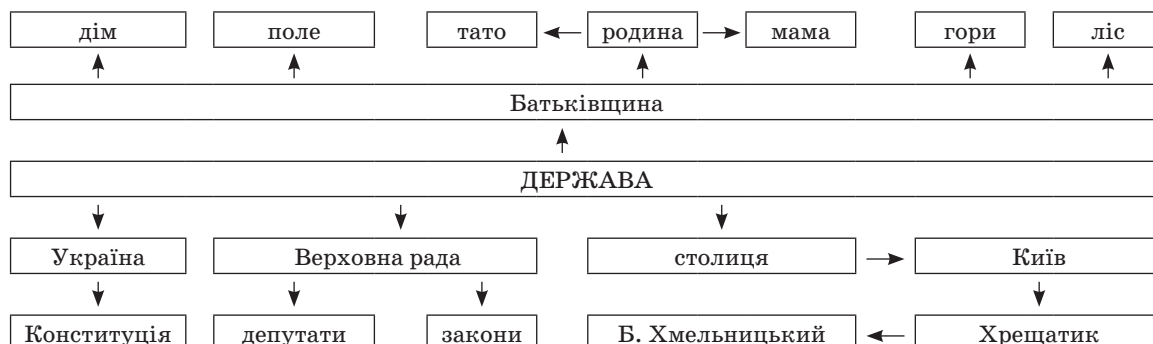 дім поле тато родина мама гори ліс
Батьківщина
ДЕРЖАВА
Україна Верховна рада столиця Київ
Конституція депутати закони Б. Хмельницький Хрещатик